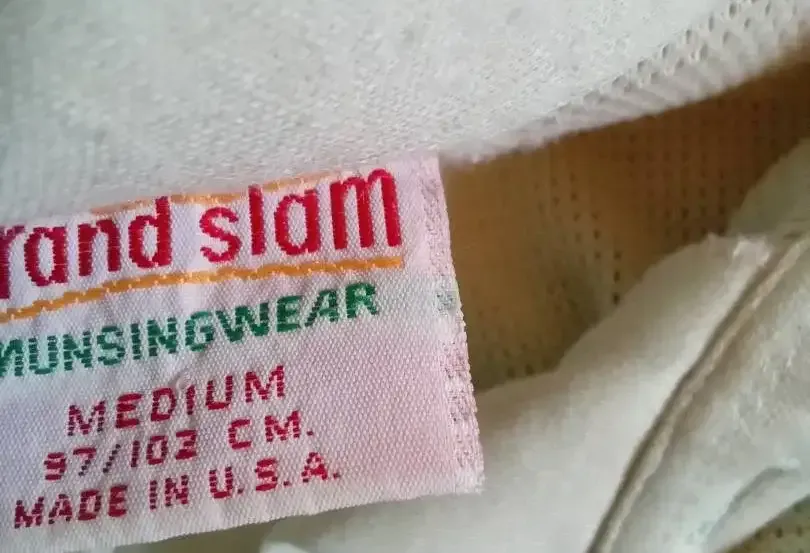 rand slam
MUNSINGWEAR
MEDIUM
97/102 CM.
MADE IN U.S.A.